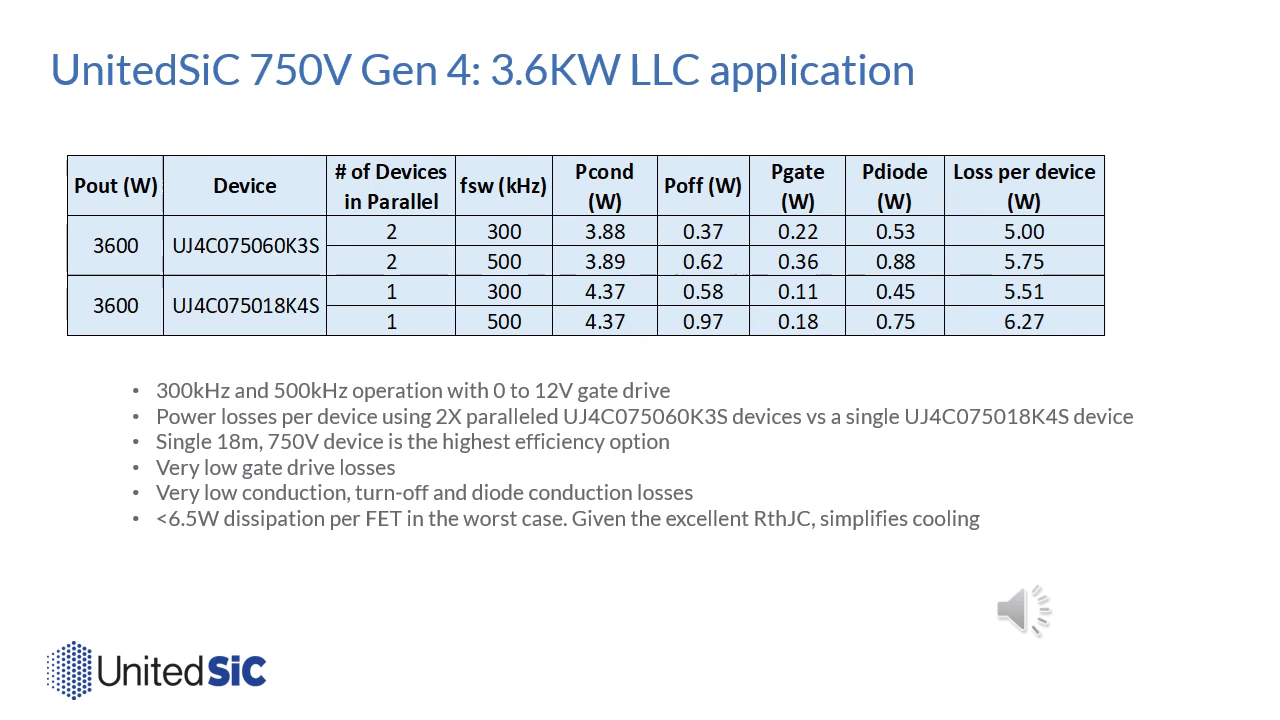 UnitedSiC 750V Gen 4: 3.6KW LLC application
Pout (W) Device # of Devices in Parallel fsw (kHz) Pcond (W) Poff (W) Pgate (W) Pdiode (W) Loss per device (W)
3600 UJ4C075060K3S 2 300 3.88 0.37 0.22 0.53 5.00
2 500 3.89 0.62 0.36 0.88 5.75
3600 UJ4C075018K4S 1 300 4.37 0.58 0.11 0.45 5.51
1 500 4.37 0.97 0.18 0.75 6.27
• 300kHz and 500kHz operation with 0 to 12V gate drive
• Power losses per device using 2X paralleled UJ4C075060K3S devices vs a single UJ4C075018K4S device
• Single 18m, 750V device is the highest efficiency option
• Very low gate drive losses
• Very low conduction, turn-off and diode conduction losses
• <6.5W dissipation per FET in the worst case. Given the excellent RthJC, simplifies cooling
UnitedSiC